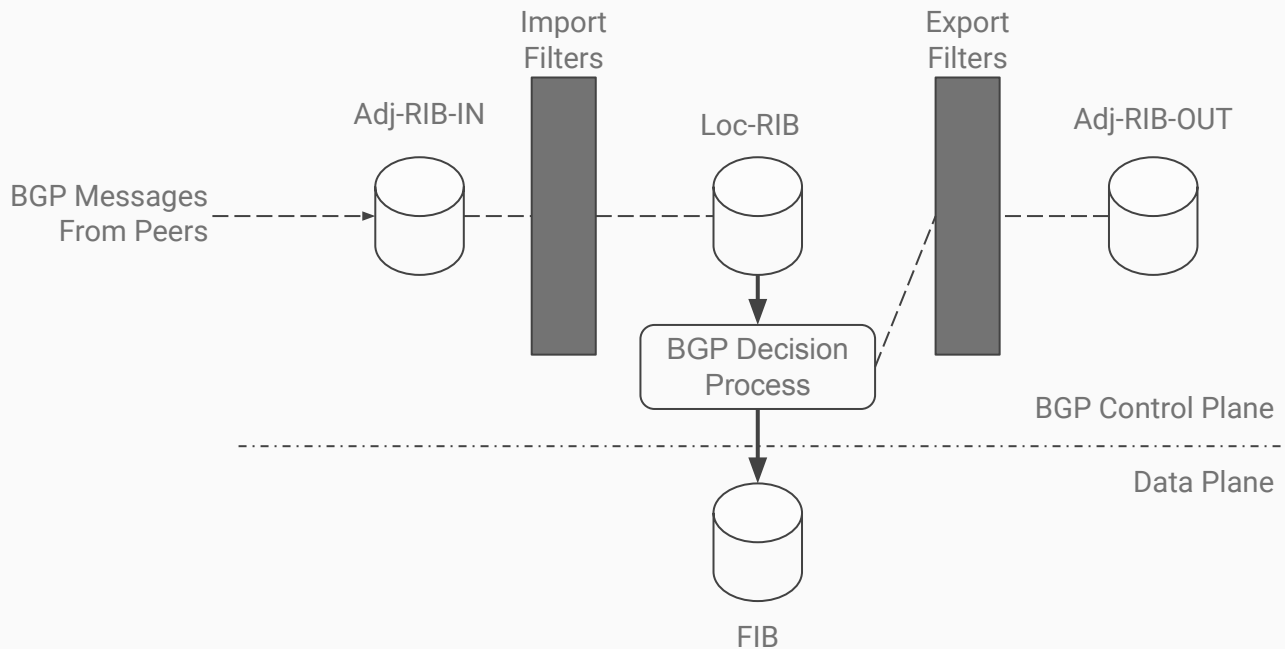 Import
Filters
Export
Filters
Adj-RIB-IN
Loc-RIB
Adj-RIB-OUT
BGP Messages
From Peers
BGP Decision
Process
BGP Control Plane
Data Plane
FIB